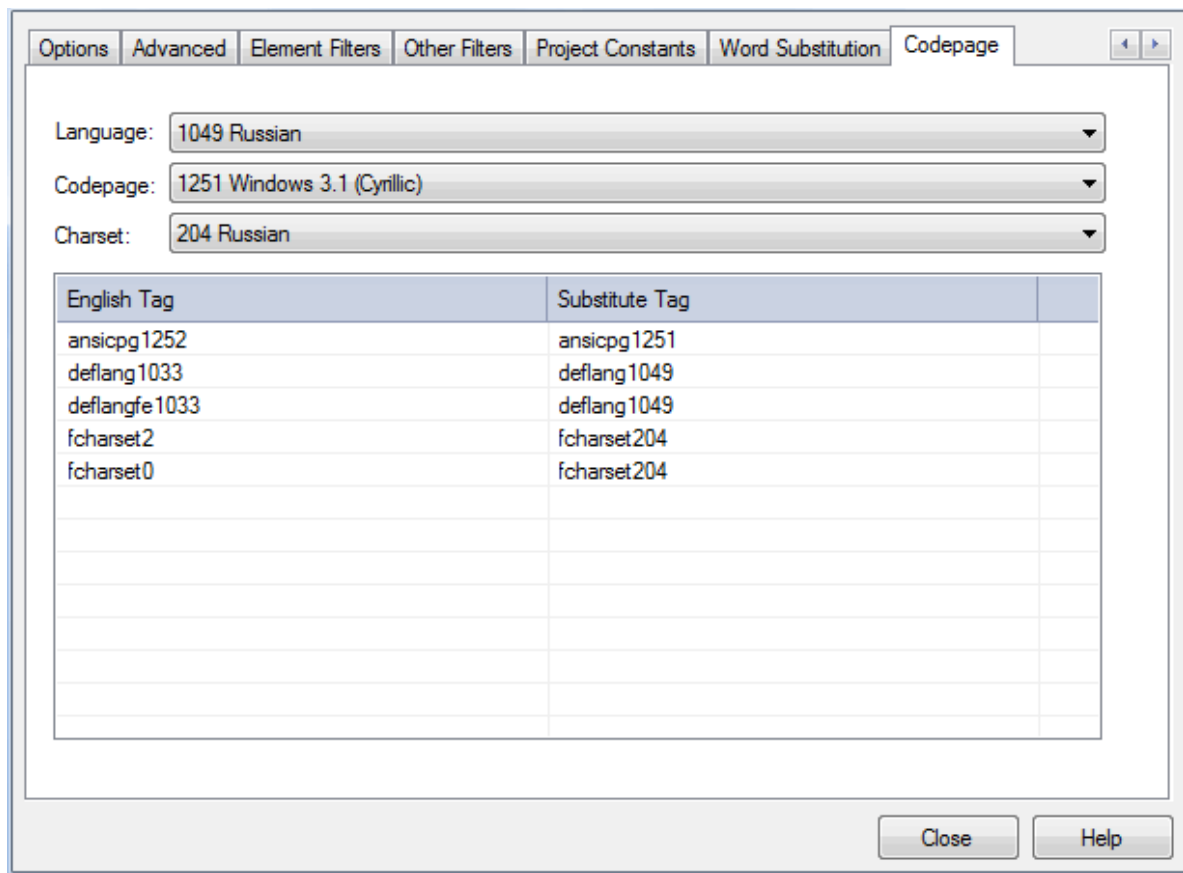 Options Advanced Element Filters Other Filters Project Constants Word Substitution Codepage
Language: 1049 Russian
Codepage: 1251 Windows 3.1 (Cyrillic)
Charset: 204 Russian
English Tag Substitute Tag
ansicpg1252 ansicpg1251
deflang1033 deflang1049
deflangfe1033 deflang1049
fcharset2 fcharset204
fcharset0 fcharset204
Close Help